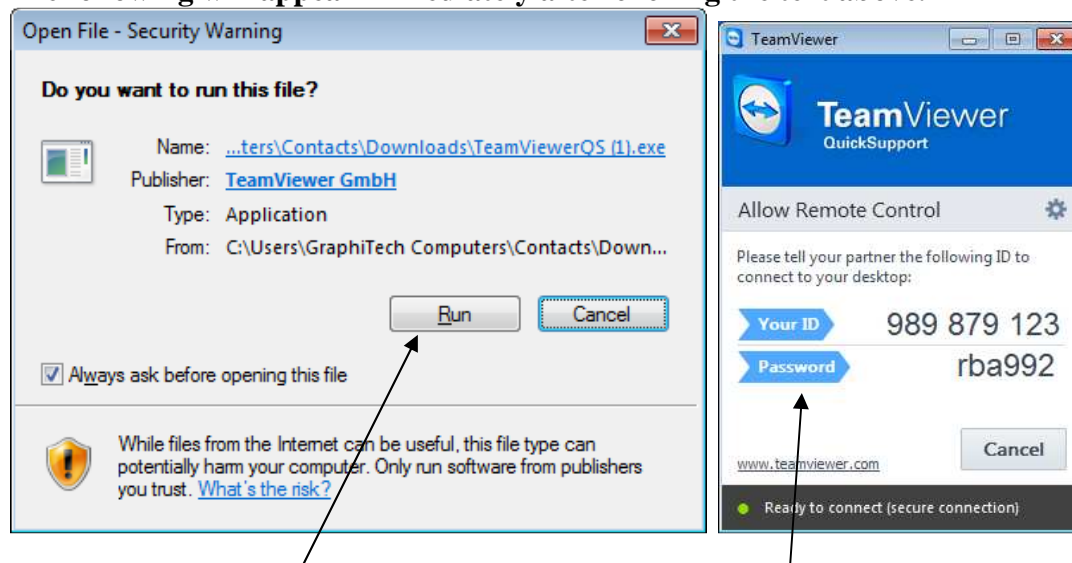 Open File - Security Warning
Do you want to run this file?
Name: ...ters\Contacts\Downloads\TeamViewerQS (1).exe
Publisher: TeamViewer GmbH
Type: Application
From: C:\Users\GraphiTech Computers\Contacts\Down...
Run
Cancel
Always ask before opening this file
While files from the Internet can be useful, this file type can
potentially harm your computer. Only run software from publishers
you trust. What's the risk?
TeamViewer
TeamViewer
QuickSupport
Allow Remote Control
Please tell your partner the following ID to
connect to your desktop:
Your ID 989 879 123
Password rba992
Cancel
www.teamviewer.com
Ready to connect (secure connection)